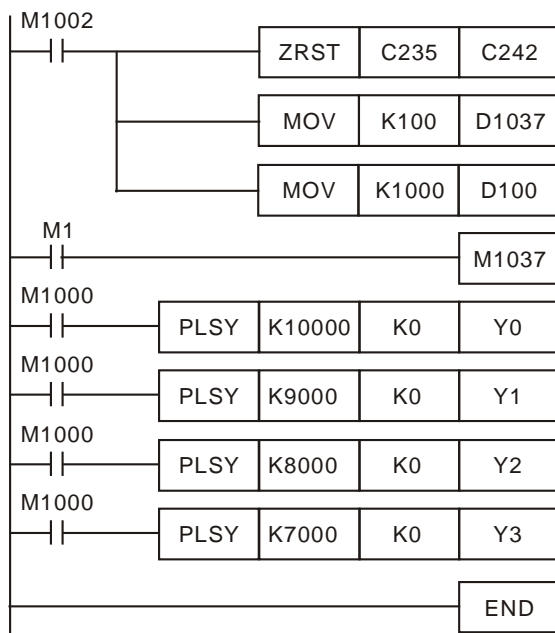 M1002
ZRST C235 C242
MOV K100 D1037
MOV K1000 D100
M1
M1037
M1000
PLSY K10000 K0 Y0
M1000
PLSY K9000 K0 Y1
M1000
PLSY K8000 K0 Y2
M1000
PLSY K7000 K0 Y3
END